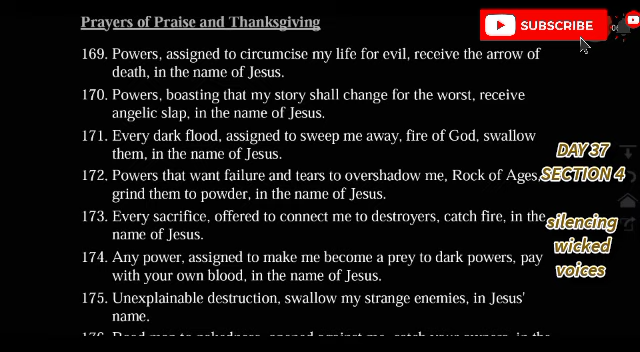 Prayers of Praise and Thanksgiving
SUBSCRIBE
169. Powers, assigned to circumcise my life for evil, receive the arrow of
death, in the name of Jesus.
170. Powers, boasting that my story shall change for the worst, receive
angelic slap, in the name of Jesus.
171. Every dark flood, assigned to sweep me away, fire of God, swallow
them, in the name of Jesus.
172. Powers that want failure and tears to overshadow me, Rock of Ages,
grind them to powder, in the name of Jesus.
173. Every sacrifice, offered to connect me to destroyers, catch fire, in the
name of Jesus.
174. Any power, assigned to make me become a prey to dark powers, pay
with your own blood, in the name of Jesus.
175. Unexplainable destruction, swallow my strange enemies, in Jesus'
name.
DAY 37
SECTION 4
silencing
wicked
voices